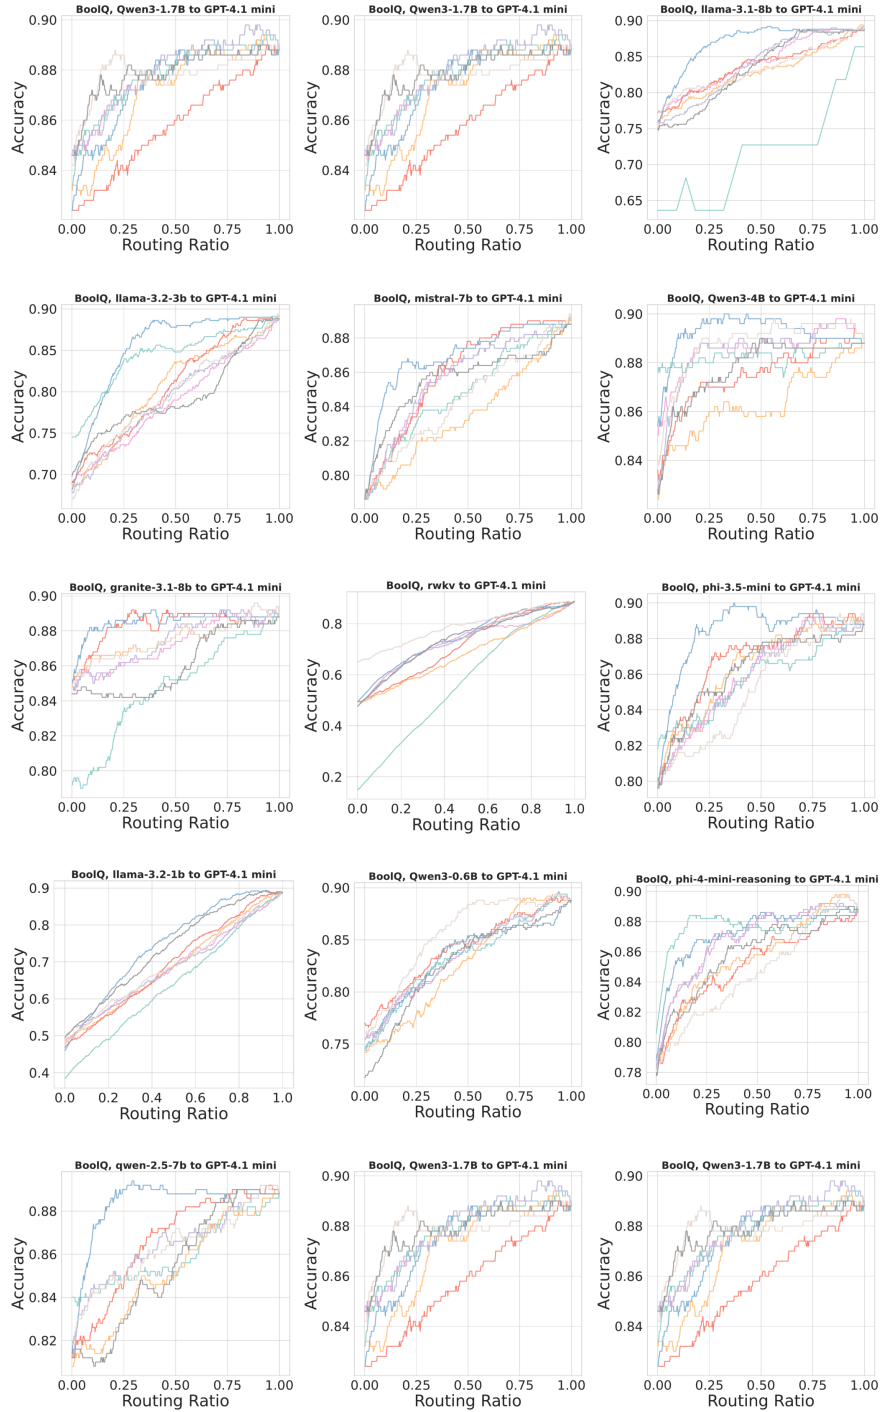 BoolQ, Qwen3-1.7B to GPT-4.1 mini
0.90
0.88
0.86
0.84
Accuracy
0.00 0.25 0.50 0.75 1.00
Routing Ratio
BoolQ, Qwen3-1.7B to GPT-4.1 mini
0.90
0.88
0.86
0.84
Accuracy
0.00 0.25 0.50 0.75 1.00
Routing Ratio
BoolQ, llama-3.1-8b to GPT-4.1 mini
0.90
0.85
0.80
0.75
0.70
0.65
Accuracy
0.00 0.25 0.50 0.75 1.00
Routing Ratio
BoolQ, llama-3.2-3b to GPT-4.1 mini
0.90
0.85
0.80
0.75
0.70
Accuracy
0.00 0.25 0.50 0.75 1.00
Routing Ratio
BoolQ, mistral-7b to GPT-4.1 mini
0.88
0.86
0.84
0.82
0.80
Accuracy
0.00 0.25 0.50 0.75 1.00
Routing Ratio
BoolQ, Qwen3-4B to GPT-4.1 mini
0.90
0.88
0.86
0.84
Accuracy
0.00 0.25 0.50 0.75 1.00
Routing Ratio
BoolQ, granite-3.1-8b to GPT-4.1 mini
0.90
0.88
0.86
0.84
0.82
0.80
Accuracy
0.00 0.25 0.50 0.75 1.00
Routing Ratio
BoolQ, rwkv to GPT-4.1 mini
0.8
0.6
0.4
0.2
Accuracy
0.0 0.2 0.4 0.6 0.8 1.0
Routing Ratio
BoolQ, phi-3.5-mini to GPT-4.1 mini
0.90
0.88
0.86
0.84
0.82
0.80
Accuracy
0.00 0.25 0.50 0.75 1.00
Routing Ratio
BoolQ, llama-3.2-1b to GPT-4.1 mini
0.9
0.8
0.7
0.6
0.5
0.4
Accuracy
0.0 0.2 0.4 0.6 0.8 1.0
Routing Ratio
BoolQ, Qwen3-0.6B to GPT-4.1 mini
0.90
0.85
0.80
0.75
Accuracy
0.00 0.25 0.50 0.75 1.00
Routing Ratio
BoolQ, phi-4-mini-reasoning to GPT-4.1 mini
0.90
0.88
0.86
0.84
0.82
0.80
0.78
Accuracy
0.00 0.25 0.50 0.75 1.00
Routing Ratio
BoolQ, qwen-2.5-7b to GPT-4.1 mini
0.88
0.86
0.84
0.82
Accuracy
0.00 0.25 0.50 0.75 1.00
Routing Ratio
BoolQ, Qwen3-1.7B to GPT-4.1 mini
0.90
0.88
0.86
0.84
Accuracy
0.00 0.25 0.50 0.75 1.00
Routing Ratio
BoolQ, Qwen3-1.7B to GPT-4.1 mini
0.90
0.88
0.86
0.84
Accuracy
0.00 0.25 0.50 0.75 1.00
Routing Ratio